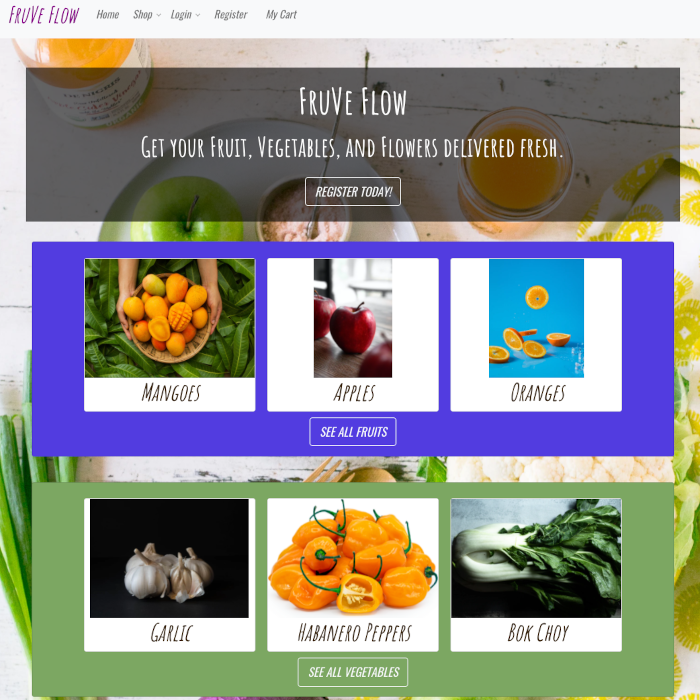 FruVe Flow
Home Shop Login Register My Cart
FruVe Flow
Get your Fruit, Vegetables, and Flowers delivered fresh.
REGISTER TODAY!
Mangoes Apples Oranges
SEE ALL FRUITS
Garlic Habanero Peppers Bok Choy
SEE ALL VEGETABLES